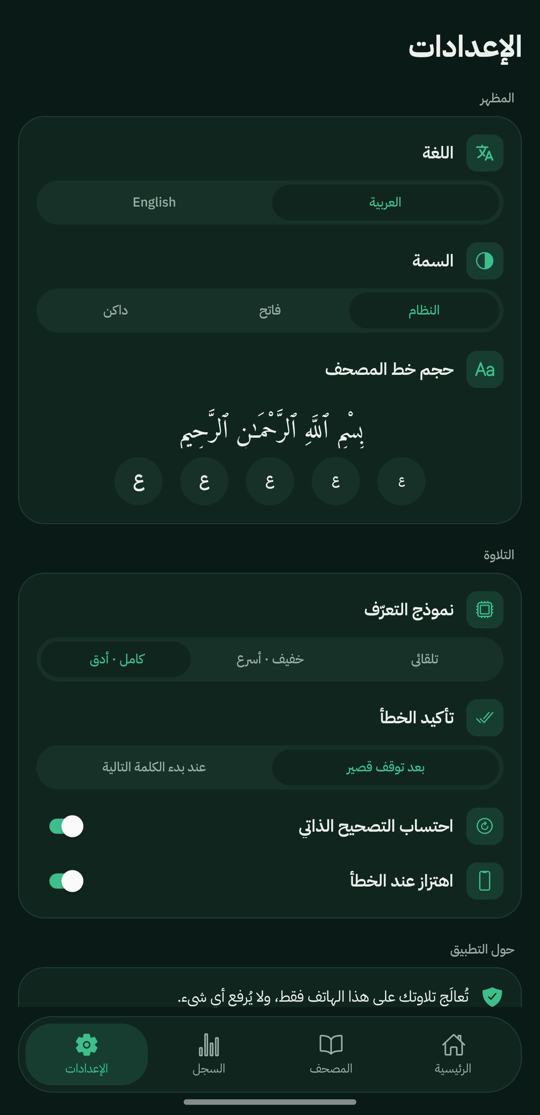 الإعدادات
المظهر
اللغة
العربية English
السمة
النظام فاتح داكن
Aa حجم خط المصحف
بِسْمِ ٱللَّهِ ٱلرَّحْمَـٰنِ ٱلرَّحِيمِ
ع ع ع ع ع
التلاوة
نموذج التعرّف
تلقائي خفيف · أسرع كامل · أدق
تأكيد الخطأ
بعد توقف قصير عند بدء الكلمة التالية
احتساب التصحيح الذاتي
اهتزاز عند الخطأ
حول التطبيق
تُعالَج تلاوتك على هذا الهاتف فقط، ولا يُرفع أي شيء.
الرئيسية المصحف السجل الإعدادات